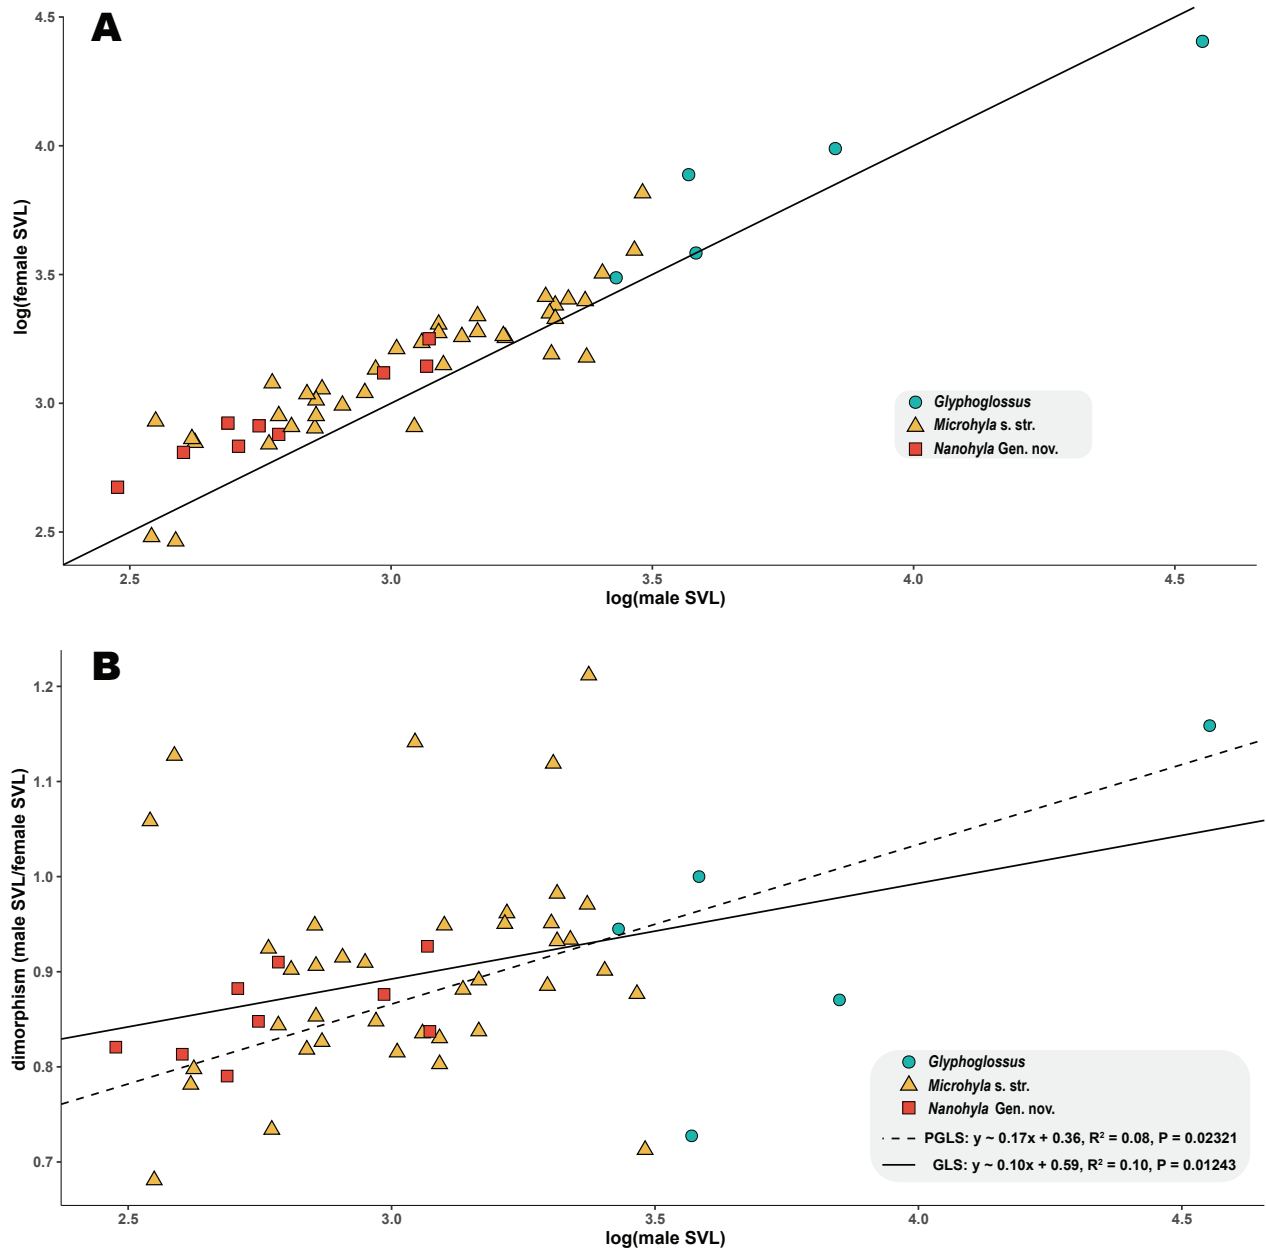 A
4.5
4.0
3.5
3.0
2.5
log(female SVL)
2.5 3.0 3.5 4.0 4.5
log(male SVL)
Glyphoglossus
Microhyla s. str.
Nanohyla Gen. nov.
B
1.2
1.1
1.0
0.9
0.8
0.7
dimorphism (male SVL/female SVL)
2.5 3.0 3.5 4.0 4.5
log(male SVL)
Glyphoglossus
Microhyla s. str.
Nanohyla Gen. nov.
PGLS: y ~ 0.17x + 0.36, R² = 0.08, P = 0.02321
GLS: y ~ 0.10x + 0.59, R² = 0.10, P = 0.01243